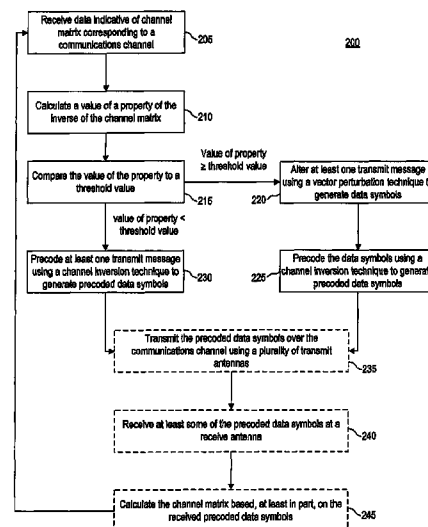 Receive data indicative of channel
matrix corresponding to a
communications channel
205
200
Calculate a value of a property of the
inverse of the channel matrix
210
Compare the value of the property to a
threshold value
215
Value of property
≥ threshold value
Alter at least one transmit message
using a vector perturbation technique t
generate data symbols
220
value of property <
threshold value
Precode at least one transmit message
using a channel inversion technique to
generate precoded data symbols
230
Precode the data symbols using a
channel inversion technique to generat
precoded data symbols
225
Transmit the precoded data symbols over the
communications channel using a plurality of transmit
antennas
235
Receive at least some of the precoded data symbols at a
receive antenna
240
Calculate the channel matrix based, at least in part, on the
received precoded data symbols
245